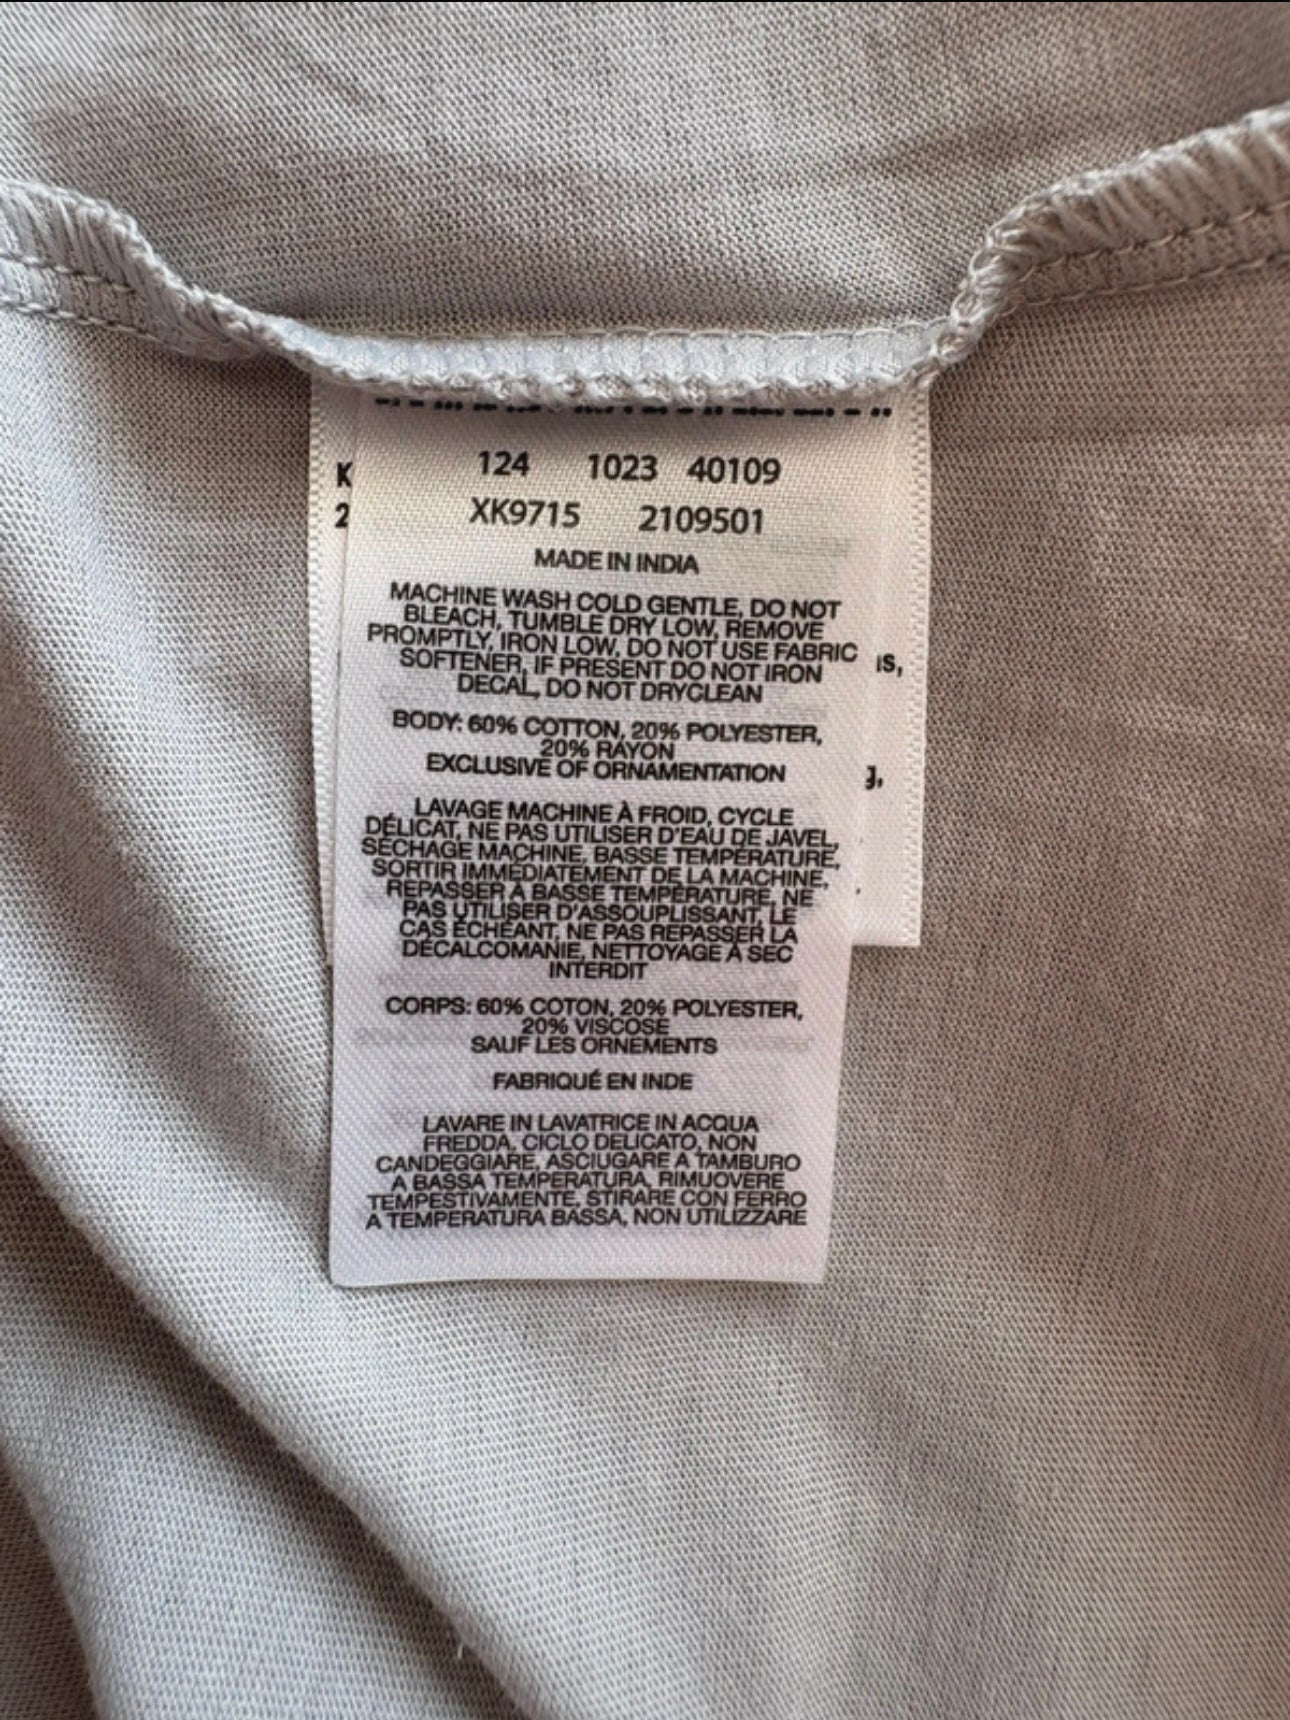 124 1023 40109
K
XK9715 2109501
2
MADE IN INDIA
MACHINE WASH COLD GENTLE, DO NOT
BLEACH, TUMBLE DRY LOW, REMOVE
PROMPTLY, IRON LOW, DO NOT USE FABRIC
SOFTENER, IF PRESENT DO NOT IRON
DECAL, DO NOT DRYCLEAN
BODY: 60% COTTON, 20% POLYESTER,
20% RAYON
EXCLUSIVE OF ORNAMENTATION
LAVAGE MACHINE À FROID, CYCLE
DÉLICAT, NE PAS UTILISER D'EAU DE JAVEL,
SÉCHAGE MACHINE, BASSE TEMPÉRATURE,
SORTIR IMMÉDIATEMENT DE LA MACHINE,
REPASSER À BASSE TEMPÉRATURE, NE
PAS UTILISER D'ASSOUPLISSANT, LE
CAS ÉCHÉANT, NE PAS REPASSER LA
DÉCALCOMANIE, NETTOYAGE À SEC
INTERDIT
CORPS: 60% COTON, 20% POLYESTER,
20% VISCOSE
SAUF LES ORNEMENTS
FABRIQUÉ EN INDE
LAVARE IN LAVATRICE IN ACQUA
FREDDA, CICLO DELICATO, NON
CANDEGGIARE, ASCIUGARE A TAMBURO
A BASSA TEMPERATURA, RIMUOVERE
TEMPESTIVAMENTE, STIRARE CON FERRO
A TEMPERATURA BASSA, NON UTILIZZARE